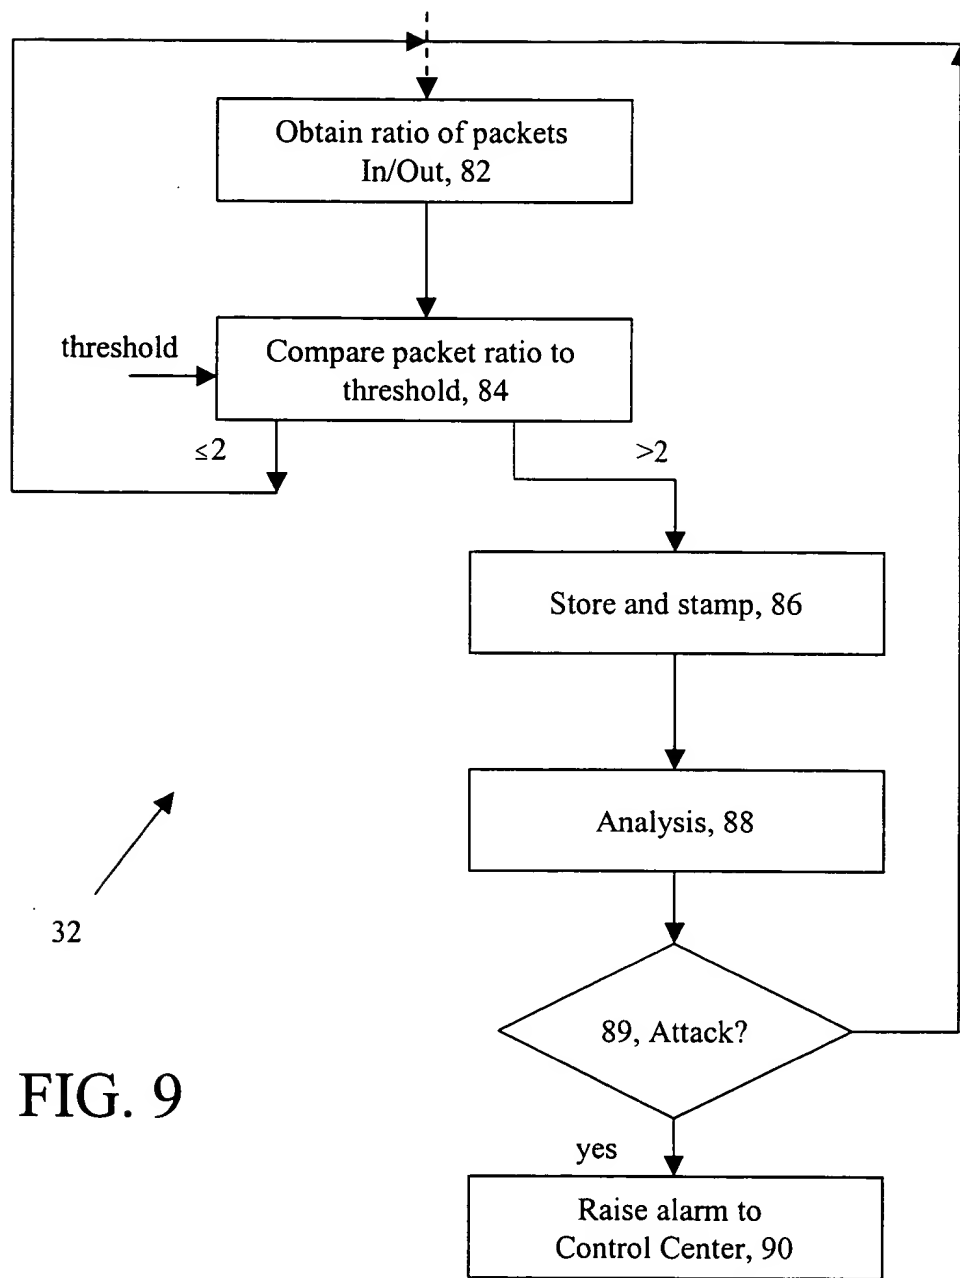 Obtain ratio of packets
In/Out, 82
threshold
Compare packet ratio to
threshold, 84
≤2
>2
Store and stamp, 86
Analysis, 88
32
89, Attack?
FIG. 9
yes
Raise alarm to
Control Center, 90